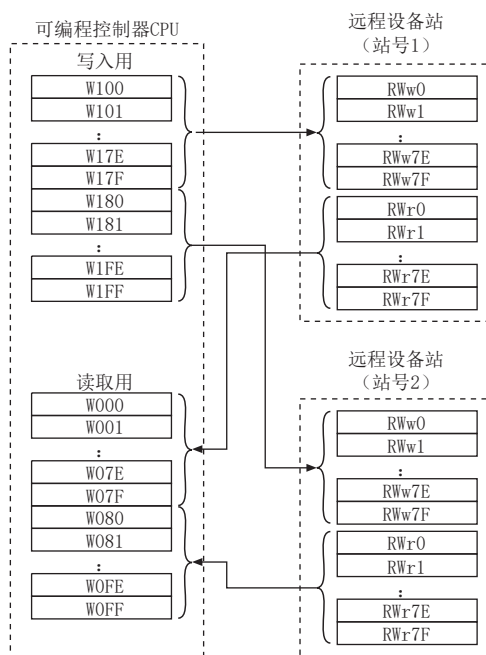 可编程控制器CPU
写入用
W100
W101
:
W17E
W17F
W180
W181
:
W1FE
W1FF
读取用
W000
W001
:
W07E
W07F
W080
W081
:
W0FE
W0FF
远程设备站
（站号1）
RWw0
RWw1
:
RWw7E
RWw7F
RWr0
RWr1
:
RWr7E
RWr7F
远程设备站
（站号2）
RWw0
RWw1
:
RWw7E
RWw7F
RWr0
RWr1
:
RWr7E
RWr7F